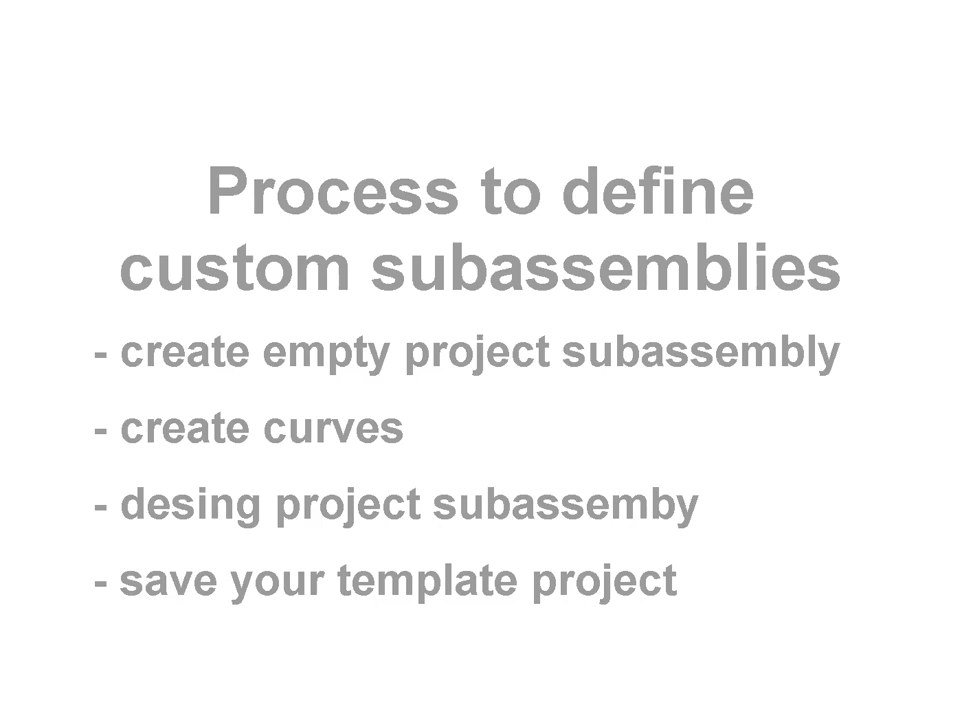 Process to define
custom subassemblies
- create empty project subassembly
- create curves
- desing project subassemby
- save your template project